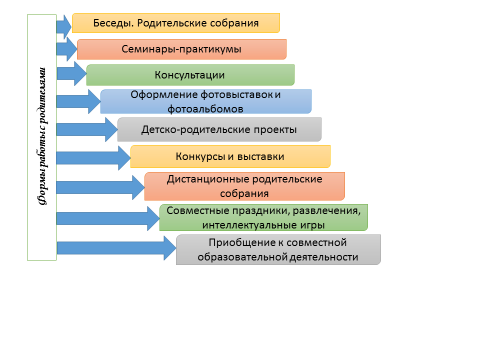 Формы работы с родителями
Беседы. Родительские собрания
Семинары-практикумы
Консультации
Оформление фотовыставок и
фотоальбомов
Детско-родительские проекты
Конкурсы и выставки
Дистанционные родительские
собрания
Совместные праздники, развлечения,
интеллектуальные игры
Приобщение к совместной
образовательной деятельности